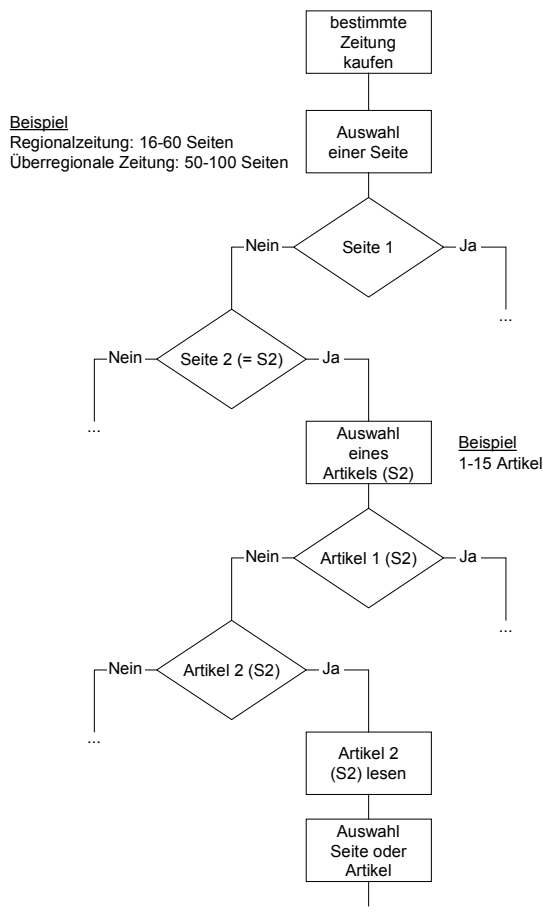 bestimmte
Zeitung
kaufen
Beispiel
Regionalzeitung: 16-60 Seiten
Überregionale Zeitung: 50-100 Seiten
Auswahl
einer Seite
Nein
Seite 1
Ja
...
Nein
Seite 2 (= S2)
Ja
...
Auswahl
eines
Artikels (S2)
Beispiel
1-15 Artikel
Nein
Artikel 1 (S2)
Ja
...
Nein
Artikel 2 (S2)
Ja
...
Artikel 2
(S2) lesen
Auswahl
Seite oder
Artikel